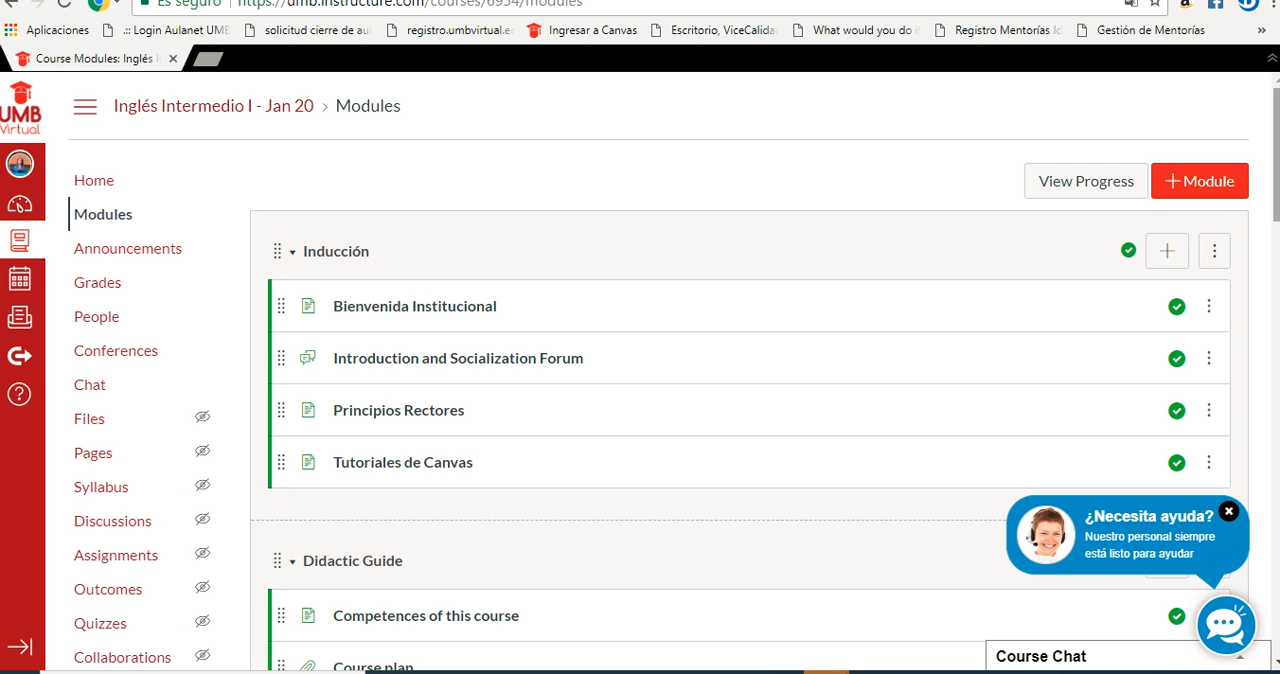 Es seguro https://umb.instructure.com/courses/6954/modules
Aplicaciones .:: Login Aulanet UMB solicitud cierre de au registro.umbvirtual.e Ingresar a Canvas Escritorio, ViceCalida What would you do i Registro Mentorías Gestión de Mentorías »
Course Modules: Inglés I
UMB
Virtual
Inglés Intermedio I - Jan 20 › Modules
View Progress
+ Module
Home
Modules
Announcements
Grades
People
Conferences
Chat
Files
Pages
Syllabus
Discussions
Assignments
Outcomes
Quizzes
Collaborations
Inducción
Bienvenida Institucional
Introduction and Socialization Forum
Principios Rectores
Tutoriales de Canvas
Didactic Guide
Competences of this course
Course plan
¿Necesita ayuda?
Nuestro personal siempre
está listo para ayudar
Course Chat